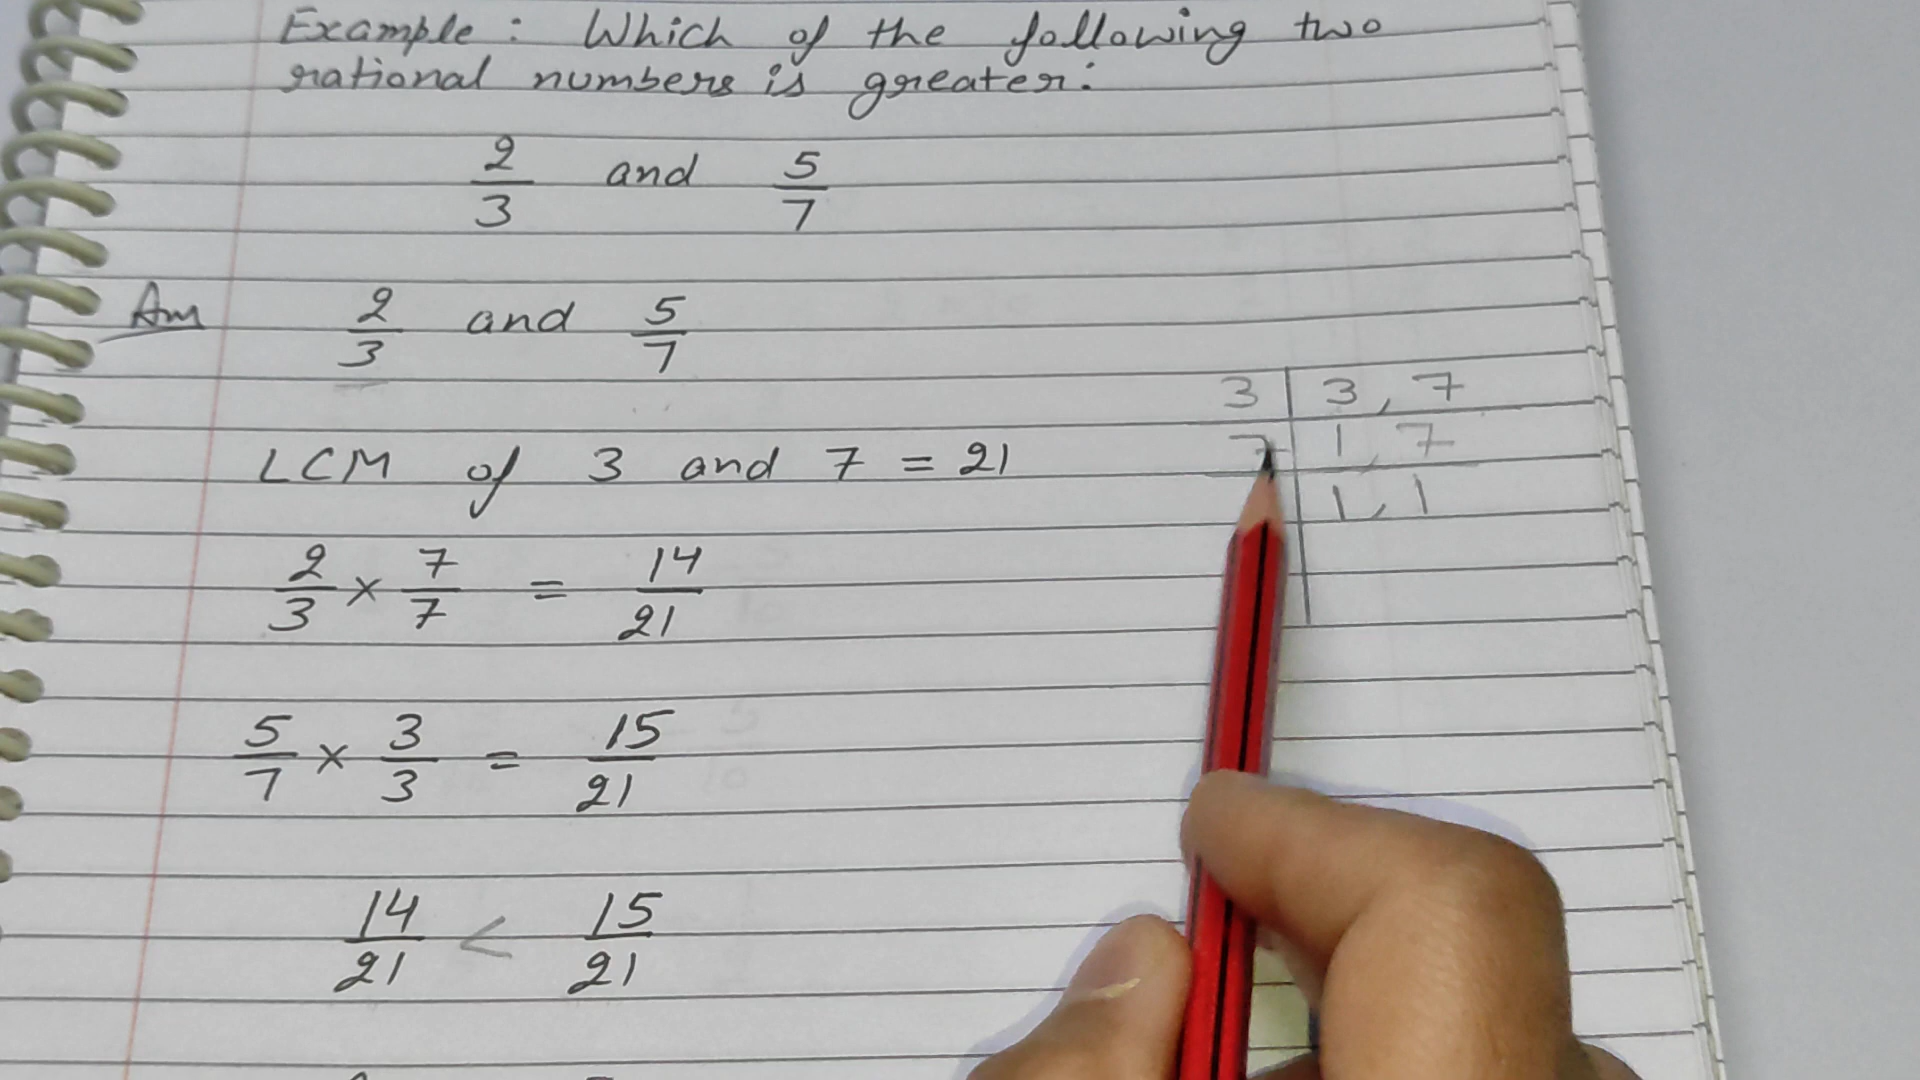 Example: Which of the following two
rational numbers is greater:
2/3 and 5/7
Ans 2/3 and 5/7
3 | 3, 7
7 | 1, 7
1, 1
LCM of 3 and 7 = 21
2/3 × 7/7 = 14/21
5/7 × 3/3 = 15/21
14/21 < 15/21